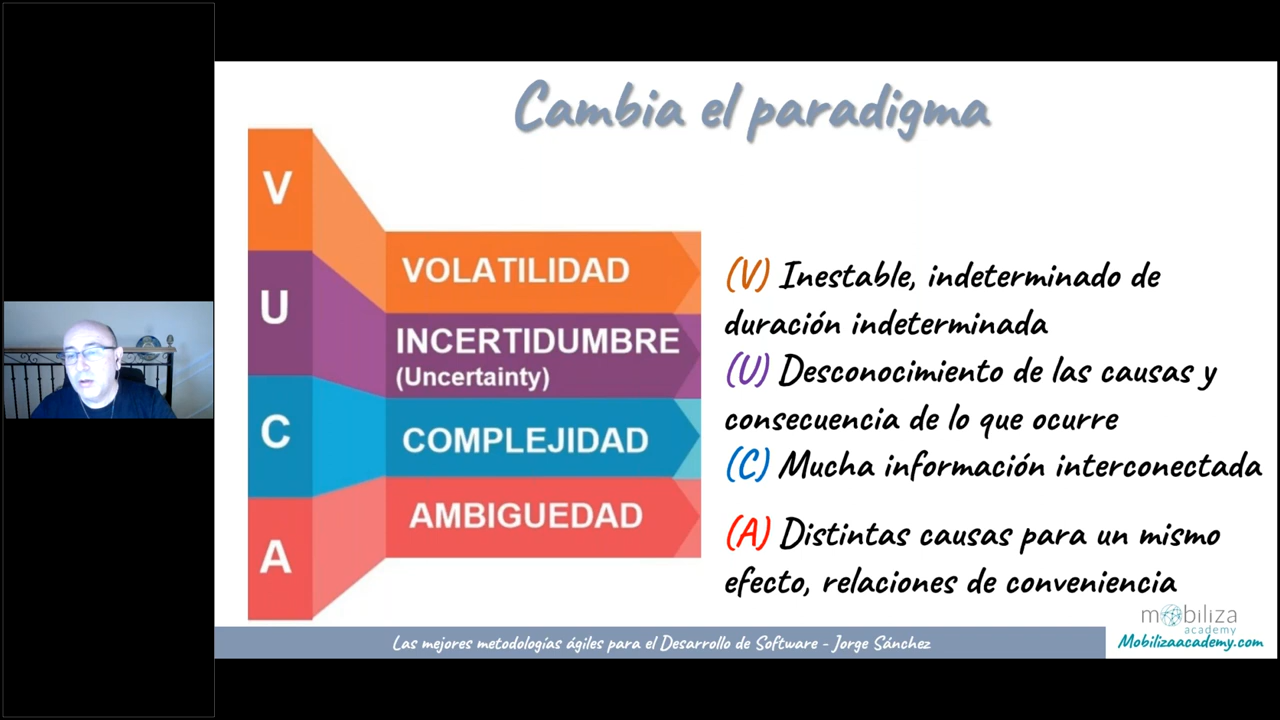 Cambia el paradigma
V
U
C
A
VOLATILIDAD
INCERTIDUMBRE
(Uncertainty)
COMPLEJIDAD
AMBIGUEDAD
(V) Inestable, indeterminado de
duración indeterminada
(U) Desconocimiento de las causas y
consecuencia de lo que ocurre
(C) Mucha información interconectada
(A) Distintas causas para un mismo
efecto, relaciones de conveniencia
mobiliza
academy
Las mejores metodologías ágiles para el Desarrollo de Software - Jorge Sánchez
Mobilizaacademy.com